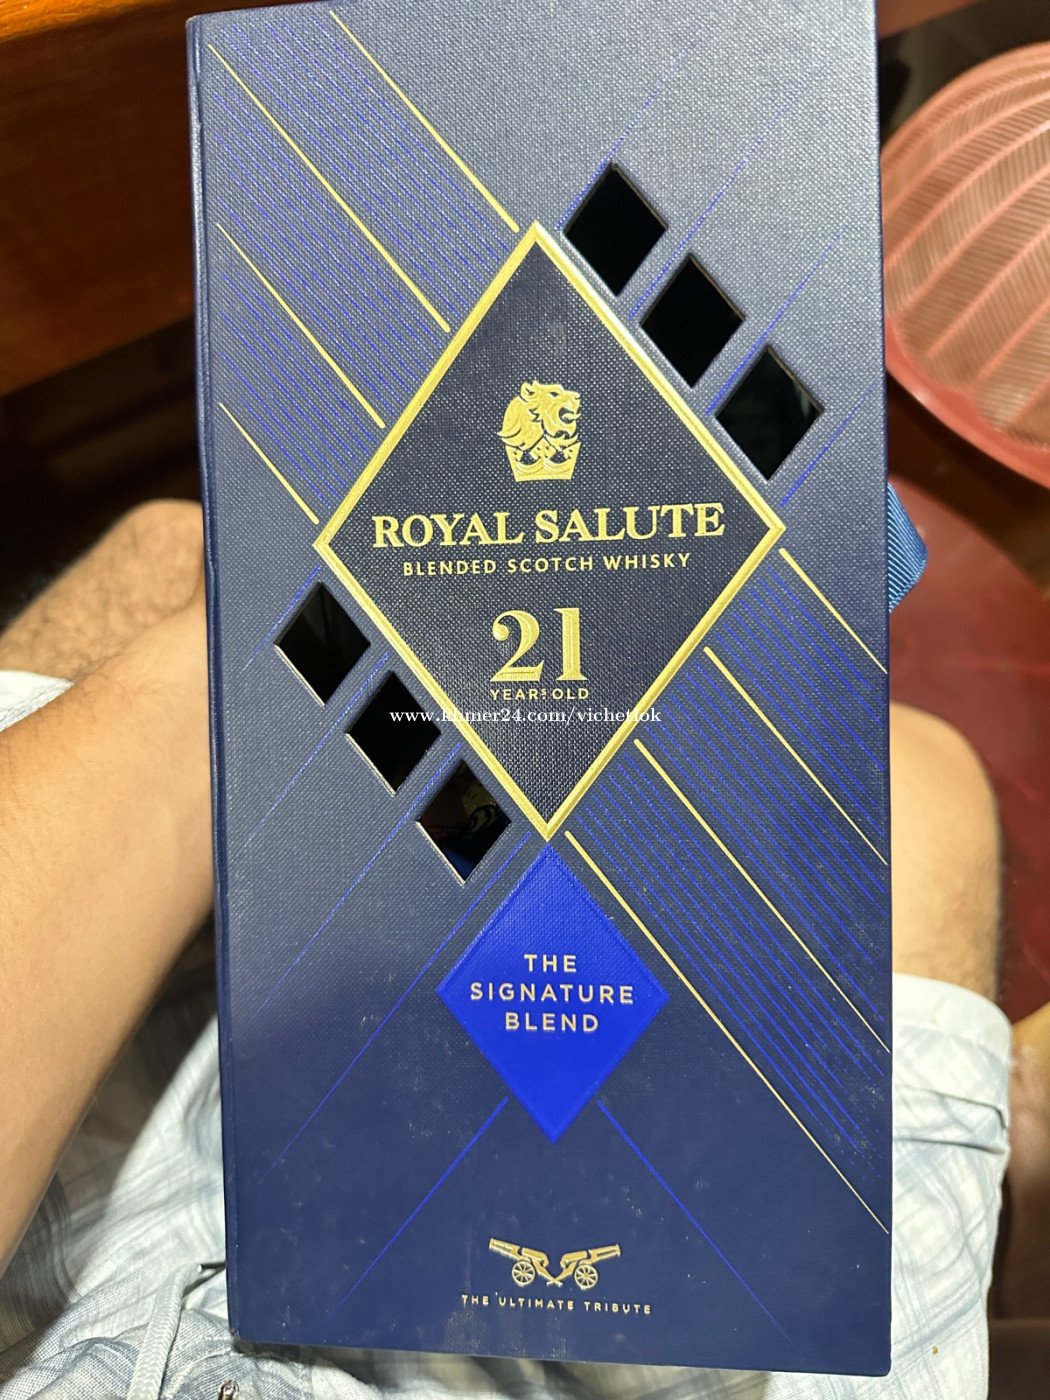 ROYAL SALUTE
BLENDED SCOTCH WHISKY
21
YEARS OLD
www.khmer24.com/vichetlok
THE
SIGNATURE
BLEND
THE ULTIMATE TRIBUTE